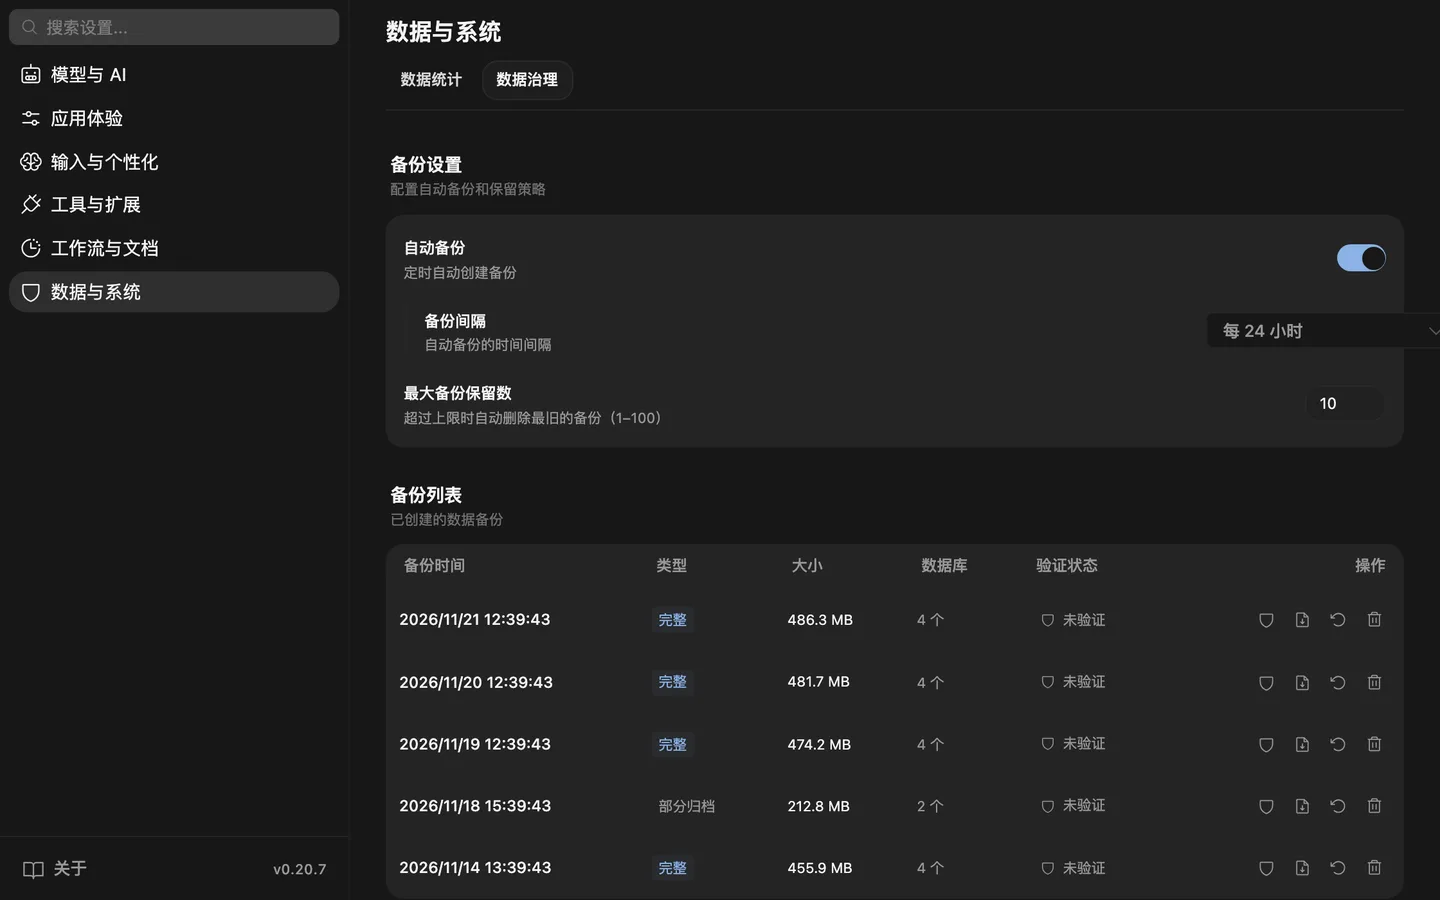 搜索设置...
模型与 AI
应用体验
输入与个性化
工具与扩展
工作流与文档
数据与系统
关于
v0.20.7
数据与系统
数据统计
数据治理
备份设置
配置自动备份和保留策略
自动备份
定时自动创建备份
备份间隔
自动备份的时间间隔
每 24 小时
最大备份保留数
超过上限时自动删除最旧的备份（1–100）
10
备份列表
已创建的数据备份
备份时间 类型 大小 数据库 验证状态 操作
2026/11/21 12:39:43 完整 486.3 MB 4 个 未验证
2026/11/20 12:39:43 完整 481.7 MB 4 个 未验证
2026/11/19 12:39:43 完整 474.2 MB 4 个 未验证
2026/11/18 15:39:43 部分归档 212.8 MB 2 个 未验证
2026/11/14 13:39:43 完整 455.9 MB 4 个 未验证